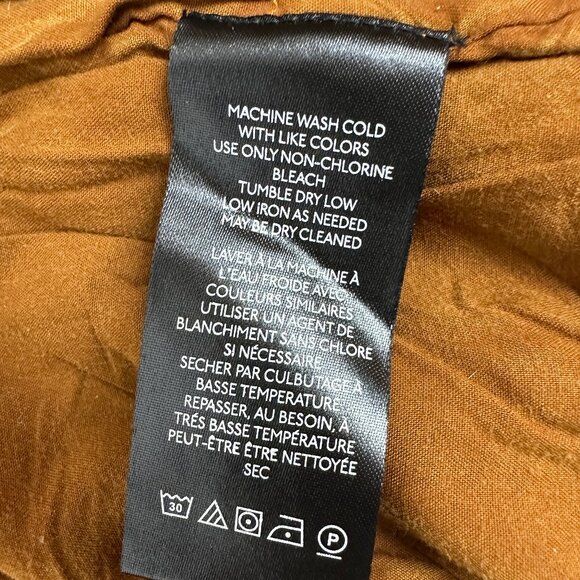 MACHINE WASH COLD
WITH LIKE COLORS
USE ONLY NON-CHLORINE
BLEACH
TUMBLE DRY LOW
LOW IRON AS NEEDED
MAY BE DRY CLEANED
LAVER À LA MACHINE À
L'EAU FROIDE AVEC
COULEURS SIMILAIRES
UTILISER UN AGENT DE
BLANCHIMENT SANS CHLORE
SI NÉCESSAIRE
SECHER PAR CULBUTAGE À
BASSE TEMPERATURE
REPASSER, AU BESOIN, À
TRÉS BASSE TEMPÉRATURE
PEUT-ÊTRE ÊTRE NETTOYÉE
SEC
30 P